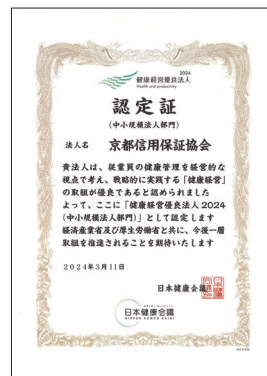 2024
健康経営優良法人
Health and productivity
認定証
(中小規模法人部門)
法人名 京都信用保証協会
貴法人は、従業員の健康管理を経営的な
視点で考え、戦略的に実践する「健康経営」
の取組が優良であると認められました
よって、ここに「健康経営優良法人2024
(中小規模法人部門)」として認定します
経済産業省及び厚生労働省と共に、今後一層
取組を推進されることを期待いたします
2024年3月11日
日本健康会議
日本健康会議
NIPPON KENKO KAIGI